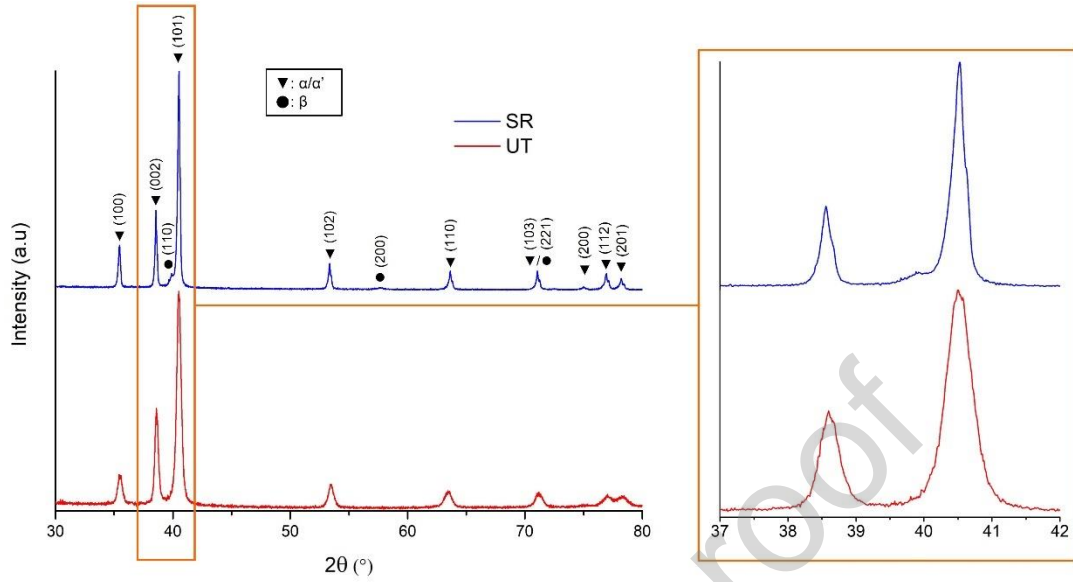 ▼ (100)
▼ (002)
● (110)
▼ (101)
▼ (102)
● (200)
▼ (110)
▼ (103) / ● (221)
▼ (200)
▼ (112)
▼ (201)
▼: α/α'
●: β
SR
UT
Intensity (a.u)
30 40 50 60 70 80
2θ (°)
37 38 39 40 41 42
roof